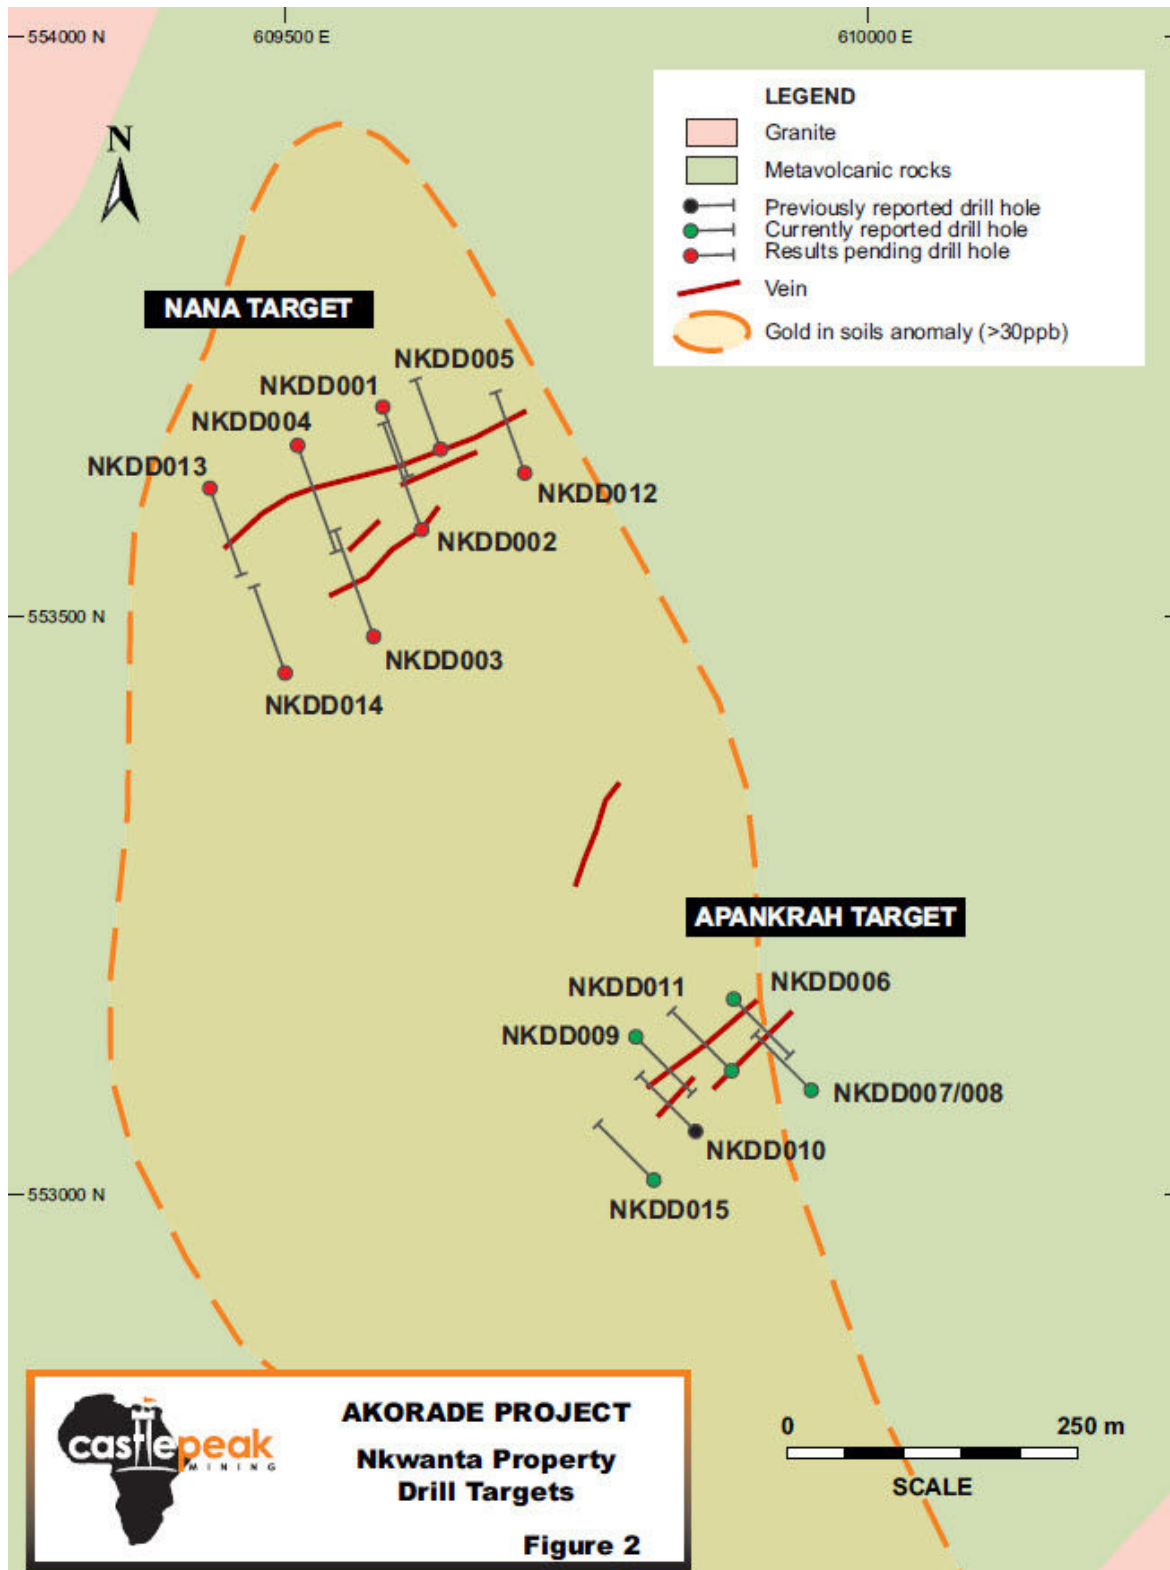 554000 N
609500 E
610000 E
LEGEND
Granite
Metavolcanic rocks
Previously reported drill hole
Currently reported drill hole
Results pending drill hole
Vein
Gold in soils anomaly (>30ppb)
N
NANA TARGET
NKDD005
NKDD001
NKDD004
NKDD013
NKDD012
NKDD002
553500 N
NKDD003
NKDD014
APANKRAH TARGET
NKDD011
NKDD006
NKDD009
NKDD007/008
NKDD010
553000 N
NKDD015
castlepeak
MINING
AKORADE PROJECT
Nkwanta Property
Drill Targets
Figure 2
0
250 m
SCALE